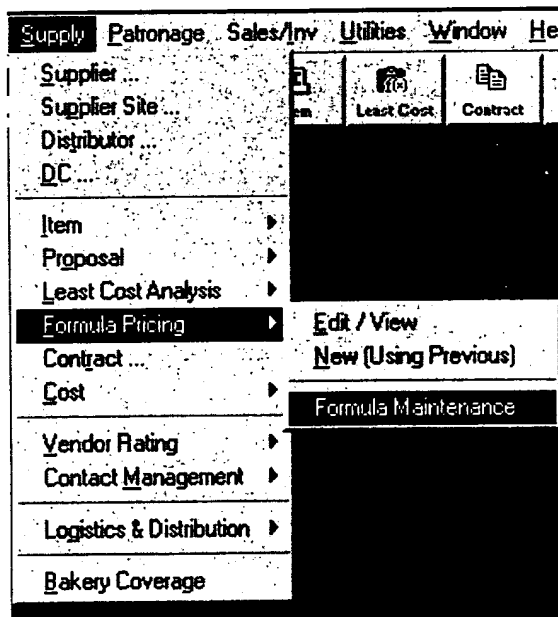 Supply Patronage Sales/Inv Utilities Window He
Supplier ...
Supplier Site ...
Distributor ...
DC ...
Least Cost
Contract
Item
Proposal
Least Cost Analysis
Formula Pricing
Contract ...
Cost
Edit / View
New (Using Previous)
Formula Maintenance
Vendor Rating
Contact Management
Logistics & Distribution
Bakery Coverage